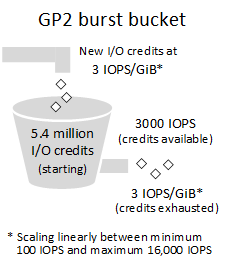 GP2 burst bucket
New I/O credits at
3 IOPS/GiB*
5.4 million
I/O credits
(starting)
3000 IOPS
(credits available)
3 IOPS/GiB*
(credits exhausted)
* Scaling linearly between minimum
100 IOPS and maximum 16,000 IOPS